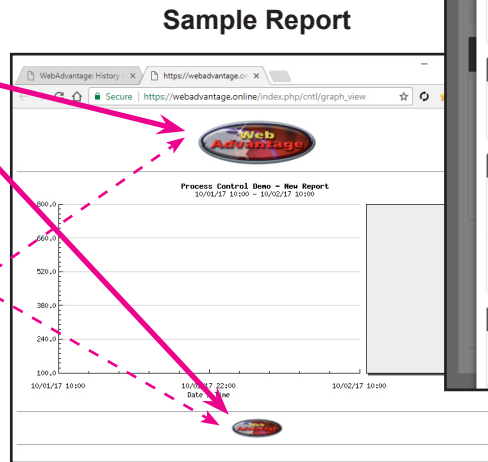 Sample Report
WebAdvantage: History
https://webadvantage.on
Secure | https://webadvantage.online/index.php/cntl/graph_view
Web
Advantage
Process Control Demo - New Report
10/01/17 10:00 - 10/02/17 10:00
800.0
660.0
520.0
380.0
240.0
100.0
10/01/17 10:00 10/01/17 22:00 10/02/17 10:00
Date / Time
Web
Advantage